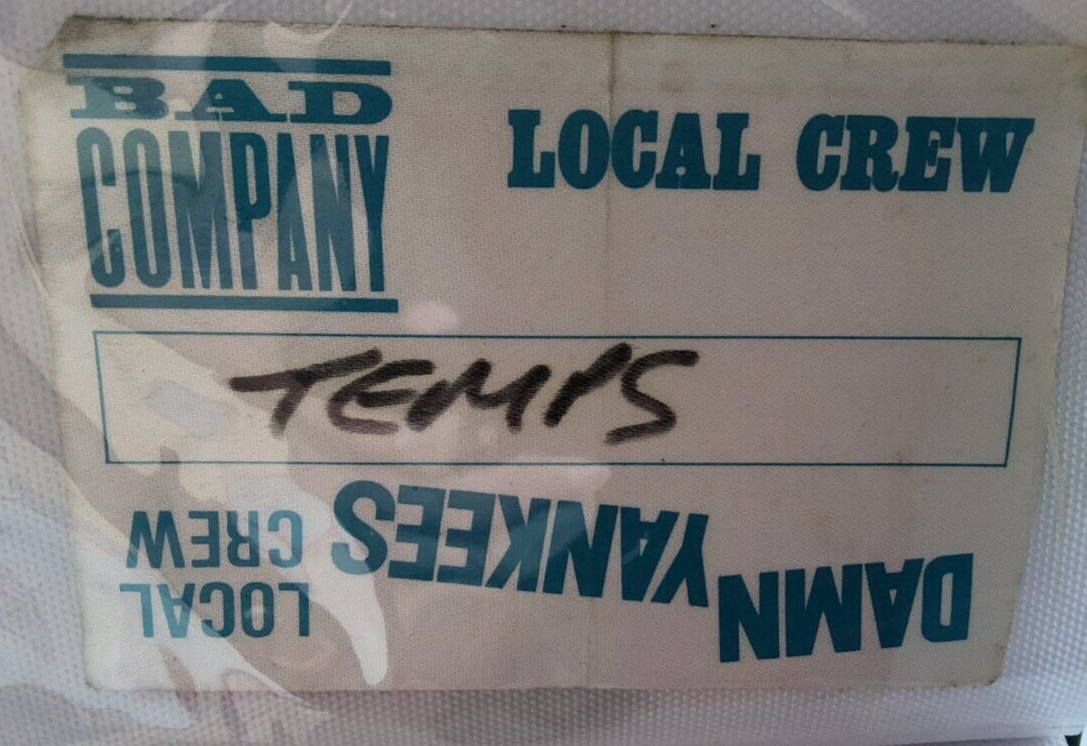 BAD
COMPANY
LOCAL CREW
TEMPS
DAMN
YANKEES
LOCAL
CREW